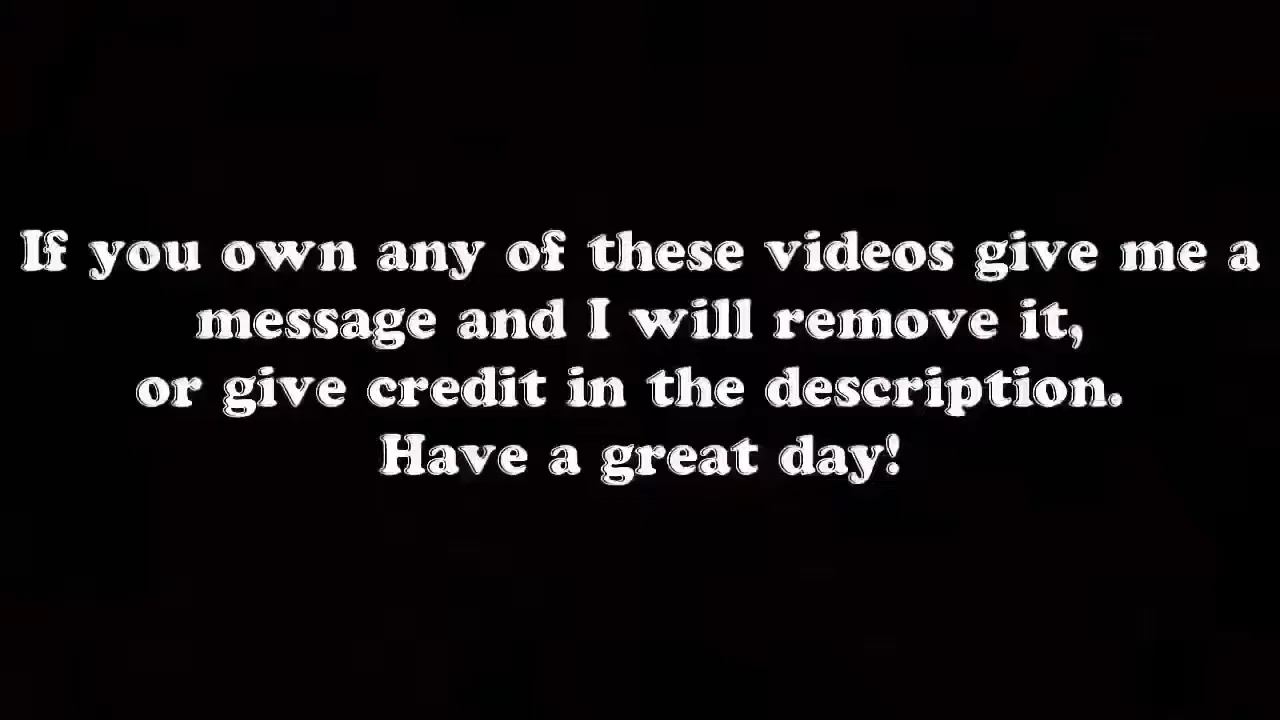 If you own any of these videos give me a
message and I will remove it,
or give credit in the description.
Have a great day!